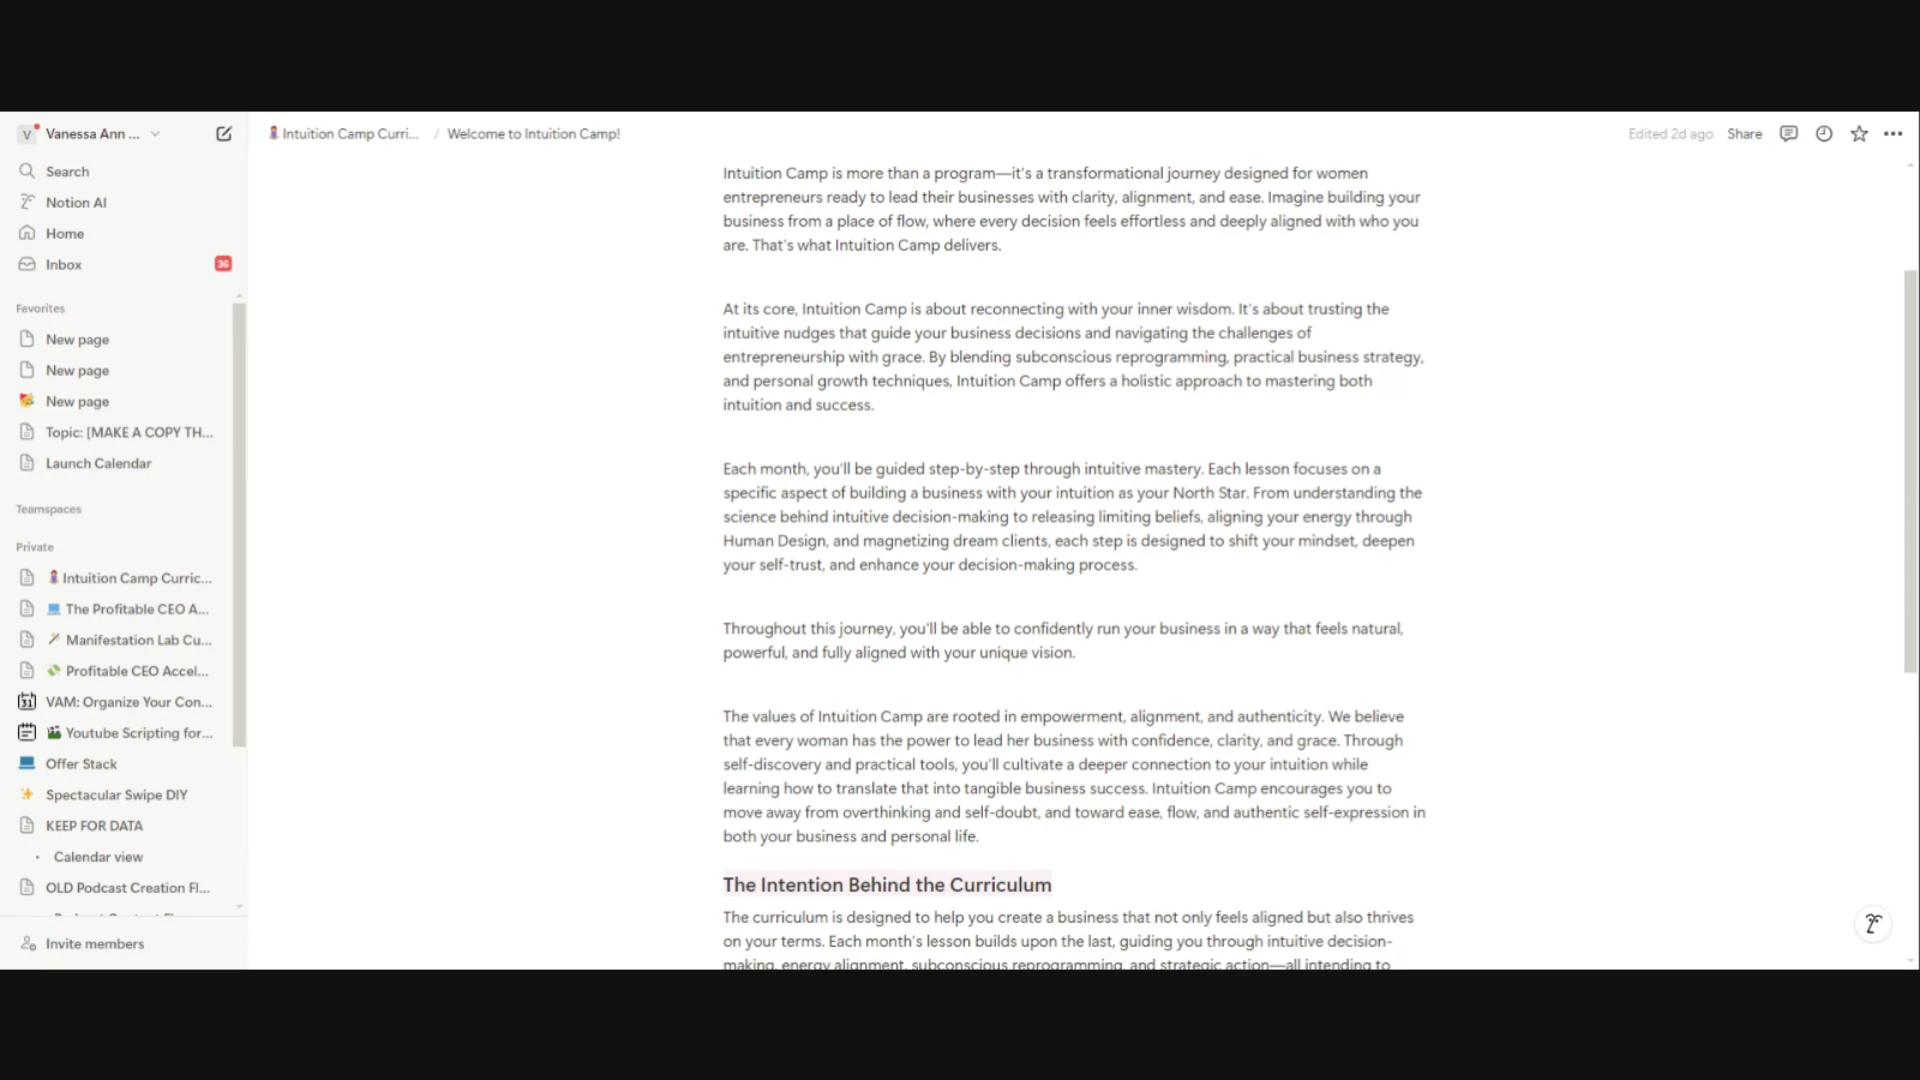 V Vanessa Ann ...
Search
Notion AI
Home
Inbox 36
Favorites
New page
New page
New page
Topic: [MAKE A COPY TH...
Launch Calendar
Teamspaces
Private
Intuition Camp Curric...
The Profitable CEO A...
Manifestation Lab Cu...
Profitable CEO Accel...
31 VAM: Organize Your Con...
Youtube Scripting for...
Offer Stack
Spectacular Swipe DIY
KEEP FOR DATA
Calendar view
OLD Podcast Creation Fl...
Invite members
Intuition Camp Curri... / Welcome to Intuition Camp!
Edited 2d ago Share
Intuition Camp is more than a program—it's a transformational journey designed for women
entrepreneurs ready to lead their businesses with clarity, alignment, and ease. Imagine building your
business from a place of flow, where every decision feels effortless and deeply aligned with who you
are. That's what Intuition Camp delivers.
At its core, Intuition Camp is about reconnecting with your inner wisdom. It's about trusting the
intuitive nudges that guide your business decisions and navigating the challenges of
entrepreneurship with grace. By blending subconscious reprogramming, practical business strategy,
and personal growth techniques, Intuition Camp offers a holistic approach to mastering both
intuition and success.
Each month, you'll be guided step-by-step through intuitive mastery. Each lesson focuses on a
specific aspect of building a business with your intuition as your North Star. From understanding the
science behind intuitive decision-making to releasing limiting beliefs, aligning your energy through
Human Design, and magnetizing dream clients, each step is designed to shift your mindset, deepen
your self-trust, and enhance your decision-making process.
Throughout this journey, you'll be able to confidently run your business in a way that feels natural,
powerful, and fully aligned with your unique vision.
The values of Intuition Camp are rooted in empowerment, alignment, and authenticity. We believe
that every woman has the power to lead her business with confidence, clarity, and grace. Through
self-discovery and practical tools, you'll cultivate a deeper connection to your intuition while
learning how to translate that into tangible business success. Intuition Camp encourages you to
move away from overthinking and self-doubt, and toward ease, flow, and authentic self-expression in
both your business and personal life.
The Intention Behind the Curriculum
The curriculum is designed to help you create a business that not only feels aligned but also thrives
on your terms. Each month's lesson builds upon the last, guiding you through intuitive decision-
making, energy alignment, subconscious reprogramming, and strategic action—all intending to